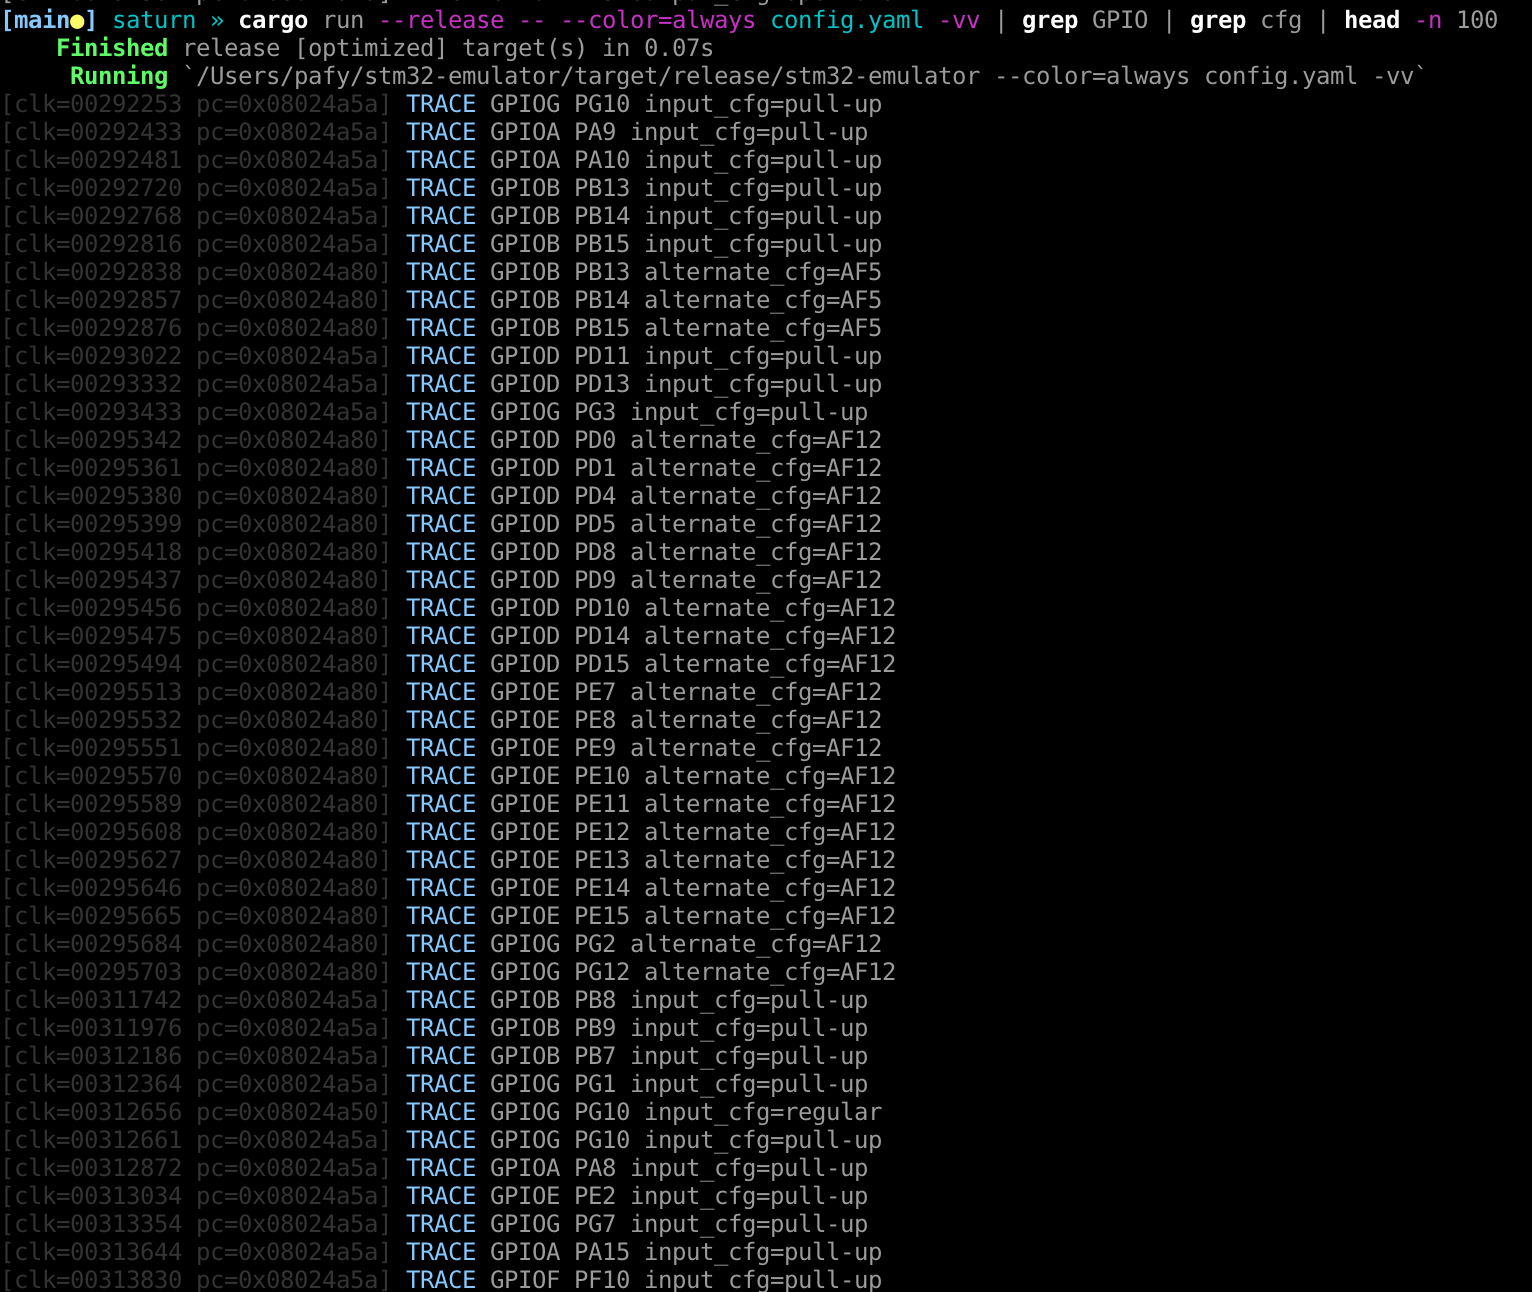 [main●] saturn » cargo run --release -- --color=always config.yaml -vv | grep GPIO | grep cfg | head -n 100
    Finished release [optimized] target(s) in 0.07s
     Running `/Users/pafy/stm32-emulator/target/release/stm32-emulator --color=always config.yaml -vv`
[clk=00292253 pc=0x08024a5a] TRACE GPIOG PG10 input_cfg=pull-up
[clk=00292433 pc=0x08024a5a] TRACE GPIOA PA9 input_cfg=pull-up
[clk=00292481 pc=0x08024a5a] TRACE GPIOA PA10 input_cfg=pull-up
[clk=00292720 pc=0x08024a5a] TRACE GPIOB PB13 input_cfg=pull-up
[clk=00292768 pc=0x08024a5a] TRACE GPIOB PB14 input_cfg=pull-up
[clk=00292816 pc=0x08024a5a] TRACE GPIOB PB15 input_cfg=pull-up
[clk=00292838 pc=0x08024a80] TRACE GPIOB PB13 alternate_cfg=AF5
[clk=00292857 pc=0x08024a80] TRACE GPIOB PB14 alternate_cfg=AF5
[clk=00292876 pc=0x08024a80] TRACE GPIOB PB15 alternate_cfg=AF5
[clk=00293022 pc=0x08024a5a] TRACE GPIOD PD11 input_cfg=pull-up
[clk=00293332 pc=0x08024a5a] TRACE GPIOD PD13 input_cfg=pull-up
[clk=00293433 pc=0x08024a5a] TRACE GPIOG PG3 input_cfg=pull-up
[clk=00295342 pc=0x08024a80] TRACE GPIOD PD0 alternate_cfg=AF12
[clk=00295361 pc=0x08024a80] TRACE GPIOD PD1 alternate_cfg=AF12
[clk=00295380 pc=0x08024a80] TRACE GPIOD PD4 alternate_cfg=AF12
[clk=00295399 pc=0x08024a80] TRACE GPIOD PD5 alternate_cfg=AF12
[clk=00295418 pc=0x08024a80] TRACE GPIOD PD8 alternate_cfg=AF12
[clk=00295437 pc=0x08024a80] TRACE GPIOD PD9 alternate_cfg=AF12
[clk=00295456 pc=0x08024a80] TRACE GPIOD PD10 alternate_cfg=AF12
[clk=00295475 pc=0x08024a80] TRACE GPIOD PD14 alternate_cfg=AF12
[clk=00295494 pc=0x08024a80] TRACE GPIOD PD15 alternate_cfg=AF12
[clk=00295513 pc=0x08024a80] TRACE GPIOE PE7 alternate_cfg=AF12
[clk=00295532 pc=0x08024a80] TRACE GPIOE PE8 alternate_cfg=AF12
[clk=00295551 pc=0x08024a80] TRACE GPIOE PE9 alternate_cfg=AF12
[clk=00295570 pc=0x08024a80] TRACE GPIOE PE10 alternate_cfg=AF12
[clk=00295589 pc=0x08024a80] TRACE GPIOE PE11 alternate_cfg=AF12
[clk=00295608 pc=0x08024a80] TRACE GPIOE PE12 alternate_cfg=AF12
[clk=00295627 pc=0x08024a80] TRACE GPIOE PE13 alternate_cfg=AF12
[clk=00295646 pc=0x08024a80] TRACE GPIOE PE14 alternate_cfg=AF12
[clk=00295665 pc=0x08024a80] TRACE GPIOE PE15 alternate_cfg=AF12
[clk=00295684 pc=0x08024a80] TRACE GPIOG PG2 alternate_cfg=AF12
[clk=00295703 pc=0x08024a80] TRACE GPIOG PG12 alternate_cfg=AF12
[clk=00311742 pc=0x08024a5a] TRACE GPIOB PB8 input_cfg=pull-up
[clk=00311976 pc=0x08024a5a] TRACE GPIOB PB9 input_cfg=pull-up
[clk=00312186 pc=0x08024a5a] TRACE GPIOB PB7 input_cfg=pull-up
[clk=00312364 pc=0x08024a5a] TRACE GPIOG PG1 input_cfg=pull-up
[clk=00312656 pc=0x08024a50] TRACE GPIOG PG10 input_cfg=regular
[clk=00312661 pc=0x08024a5a] TRACE GPIOG PG10 input_cfg=pull-up
[clk=00312872 pc=0x08024a5a] TRACE GPIOA PA8 input_cfg=pull-up
[clk=00313034 pc=0x08024a5a] TRACE GPIOE PE2 input_cfg=pull-up
[clk=00313354 pc=0x08024a5a] TRACE GPIOG PG7 input_cfg=pull-up
[clk=00313644 pc=0x08024a5a] TRACE GPIOA PA15 input_cfg=pull-up
[clk=00313830 pc=0x08024a5a] TRACE GPIOF PF10 input_cfg=pull-up